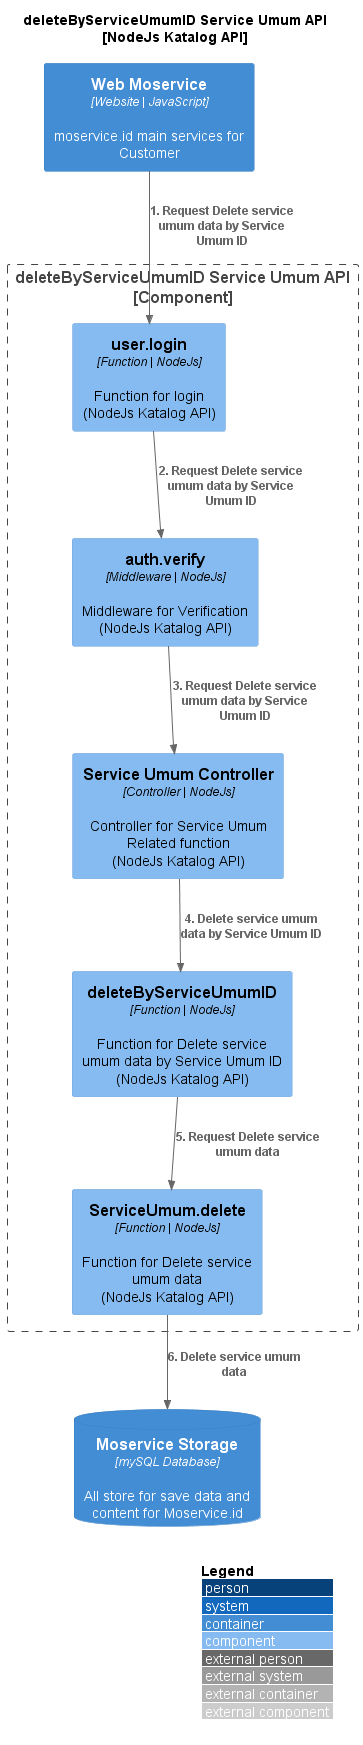 deleteByServiceUmumID Service Umum API
[NodeJs Katalog API]
Web Moservice
[Website | JavaScript]
moservice.id main services for
Customer
1. Request Delete service
umum data by Service
Umum ID
deleteByServiceUmumID Service Umum API
[Component]
user.login
[Function | NodeJs]
Function for login
(NodeJs Katalog API)
2. Request Delete service
umum data by Service
Umum ID
auth.verify
[Middleware | NodeJs]
Middleware for Verification
(NodeJs Katalog API)
3. Request Delete service
umum data by Service
Umum ID
Service Umum Controller
[Controller | NodeJs]
Controller for Service Umum
Related function
(NodeJs Katalog API)
4. Delete service umum
data by Service Umum ID
deleteByServiceUmumID
[Function | NodeJs]
Function for Delete service
umum data by Service Umum ID
(NodeJs Katalog API)
5. Request Delete service
umum data
ServiceUmum.delete
[Function | NodeJs]
Function for Delete service
umum data
(NodeJs Katalog API)
6. Delete service umum
data
Moservice Storage
[mySQL Database]
All store for save data and
content for Moservice.id
Legend
person
system
container
component
external person
external system
external container
external component